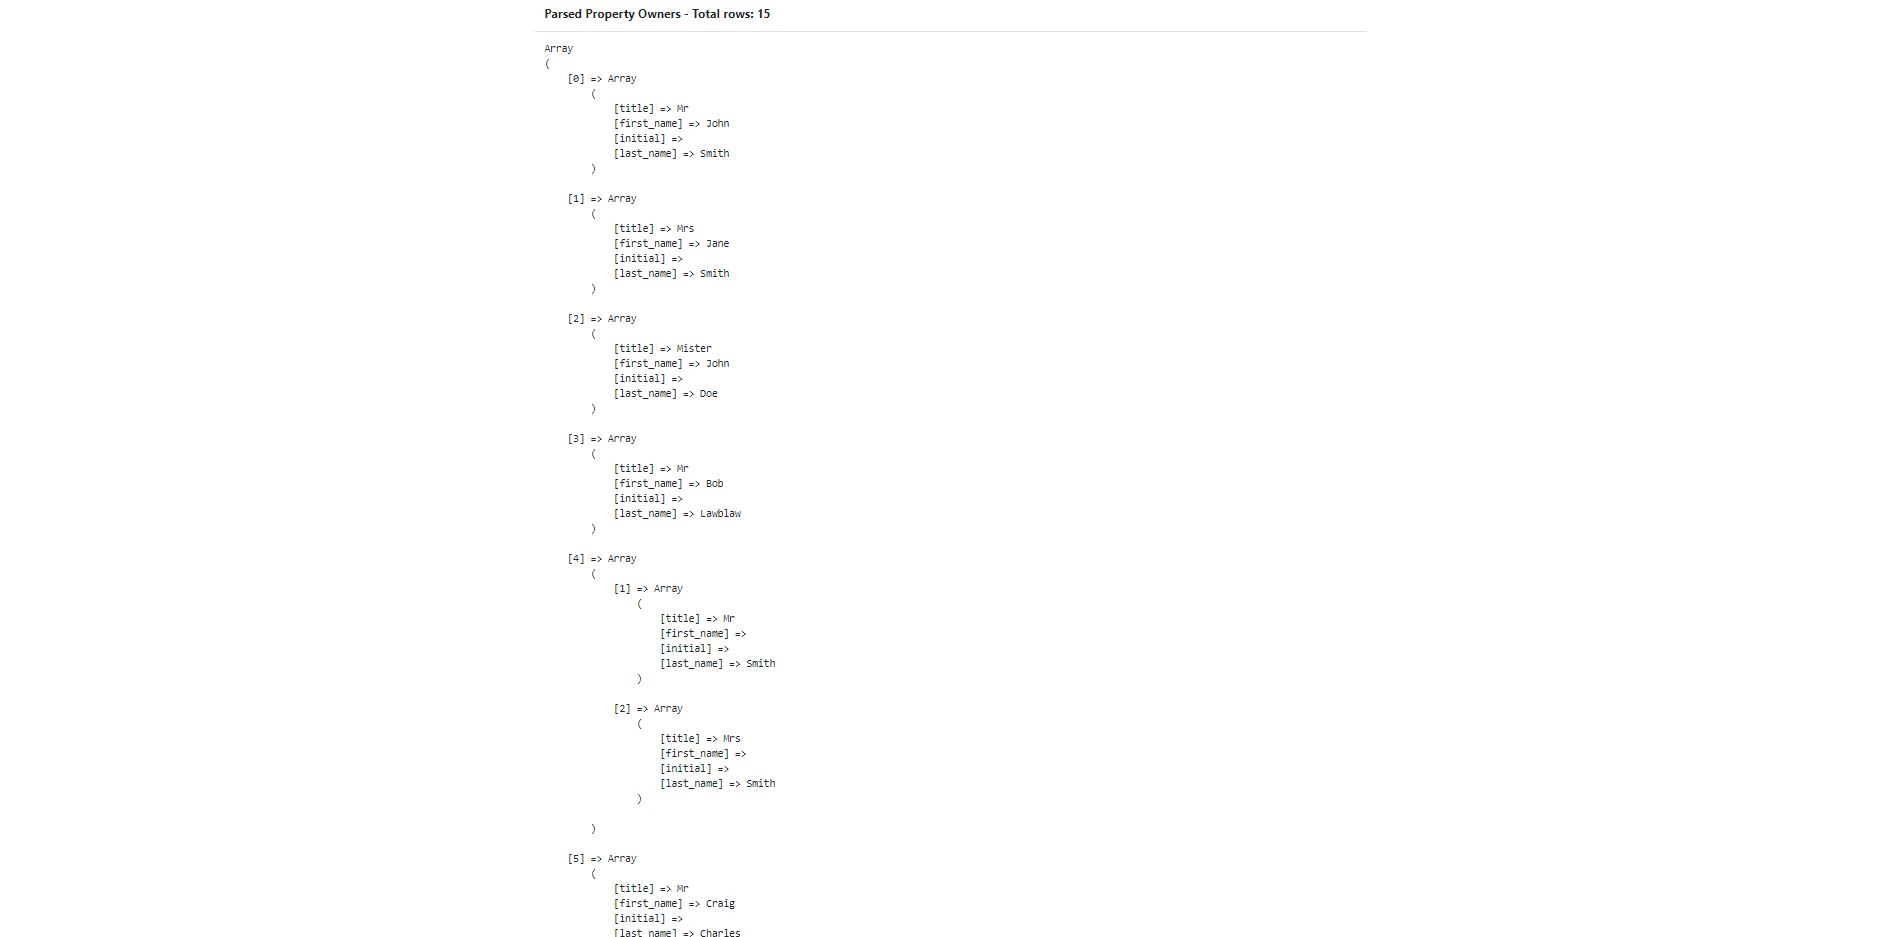 Parsed Property Owners - Total rows: 15
Array
(
    [0] => Array
        (
            [title] => Mr
            [first_name] => John
            [initial] =>
            [last_name] => Smith
        )
    [1] => Array
        (
            [title] => Mrs
            [first_name] => Jane
            [initial] =>
            [last_name] => Smith
        )
    [2] => Array
        (
            [title] => Mister
            [first_name] => John
            [initial] =>
            [last_name] => Doe
        )
    [3] => Array
        (
            [title] => Mr
            [first_name] => Bob
            [initial] =>
            [last_name] => Lawblaw
        )
    [4] => Array
        (
            [1] => Array
                (
                    [title] => Mr
                    [first_name] =>
                    [initial] =>
                    [last_name] => Smith
                )
            [2] => Array
                (
                    [title] => Mrs
                    [first_name] =>
                    [initial] =>
                    [last_name] => Smith
                )
        )
    [5] => Array
        (
            [title] => Mr
            [first_name] => Craig
            [initial] =>
            [last_name] => Charles